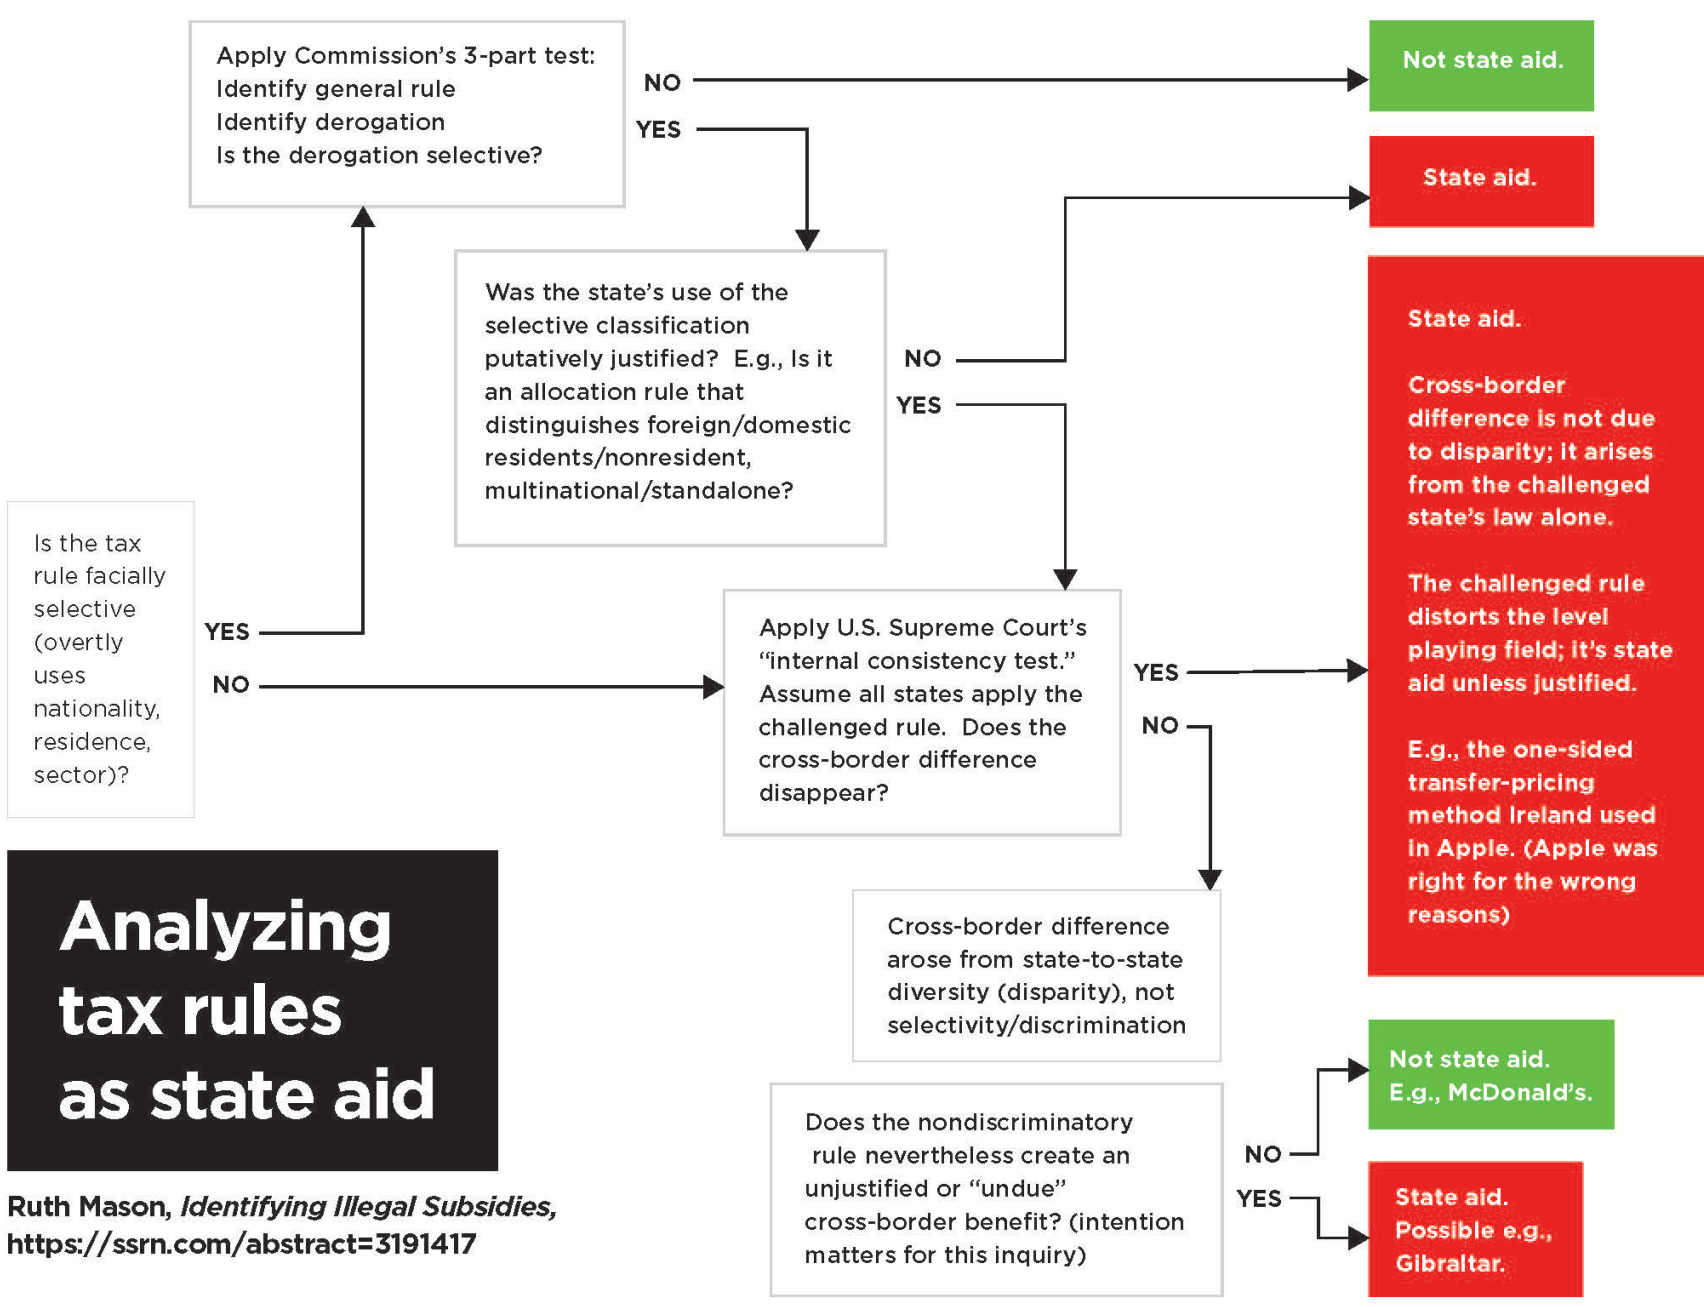 Apply Commission's 3-part test:
Identify general rule
Identify derogation
Is the derogation selective?
NO
YES
Not state aid.
State aid.
Was the state's use of the
selective classification
putatively justified?  E.g., Is it
an allocation rule that
distinguishes foreign/domestic
residents/nonresident,
multinational/standalone?
NO
YES
State aid.
Cross-border
difference is not due
to disparity; it arises
from the challenged
state's law alone.
The challenged rule
distorts the level
playing field; it's state
aid unless justified.
E.g., the one-sided
transfer-pricing
method Ireland used
in Apple. (Apple was
right for the wrong
reasons)
Is the tax
rule facially
selective
(overtly
uses
nationality,
residence,
sector)?
YES
NO
Apply U.S. Supreme Court's
“internal consistency test.”
Assume all states apply the
challenged rule.  Does the
cross-border difference
disappear?
YES
NO
Cross-border difference
arose from state-to-state
diversity (disparity), not
selectivity/discrimination
Does the nondiscriminatory
rule nevertheless create an
unjustified or “undue”
cross-border benefit? (intention
matters for this inquiry)
NO
YES
Not state aid.
E.g., McDonald's.
State aid.
Possible e.g.,
Gibraltar.
Analyzing
tax rules
as state aid
Ruth Mason, Identifying Illegal Subsidies,
https://ssrn.com/abstract=3191417